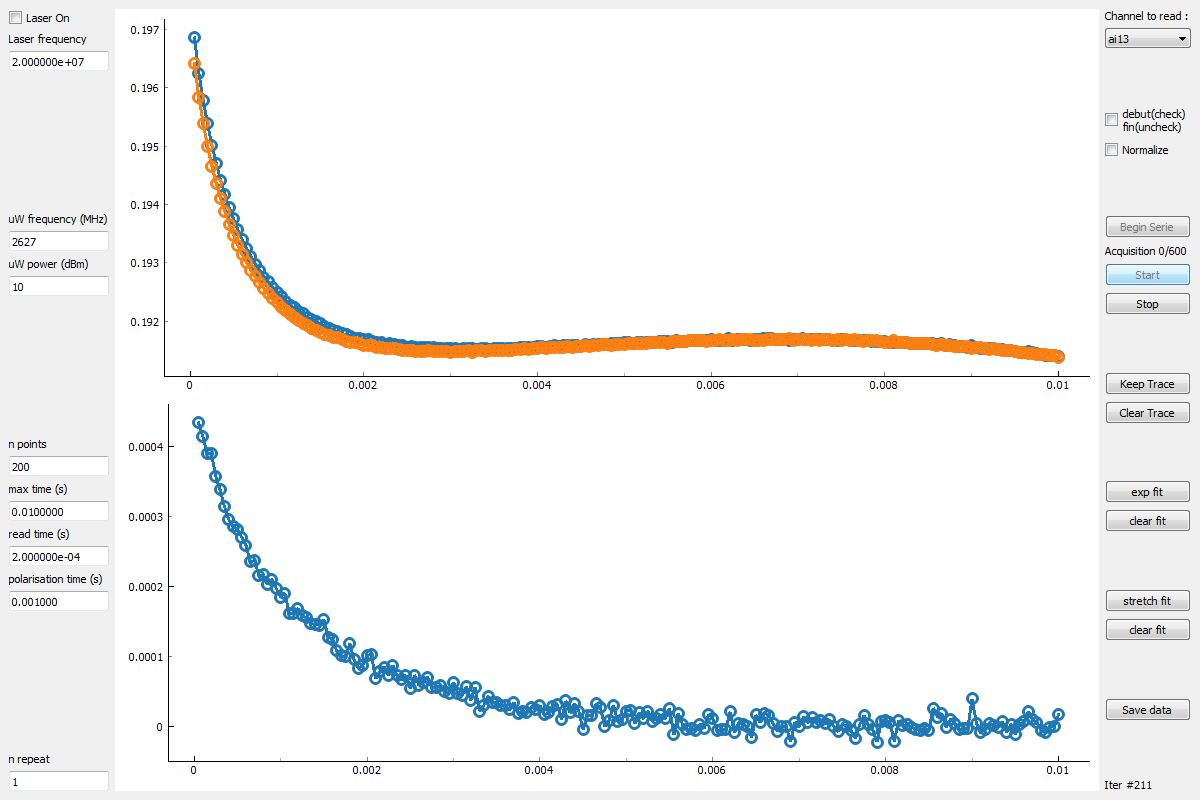 Laser On
Laser frequency
2.000000e+07
uW frequency (MHz)
2627
uW power (dBm)
10
n points
200
max time (s)
0.0100000
read time (s)
2.000000e-04
polarisation time (s)
0.001000
n repeat
1
0.197
0.196
0.195
0.194
0.193
0.192
0
0.002
0.004
0.006
0.008
0.01
0.0004
0.0003
0.0002
0.0001
0
0
0.002
0.004
0.006
0.008
0.01
Channel to read :
ai13
debut(check)
fin(uncheck)
Normalize
Begin Serie
Acquisition 0/600
Start
Stop
Keep Trace
Clear Trace
exp fit
clear fit
stretch fit
clear fit
Save data
Iter #211